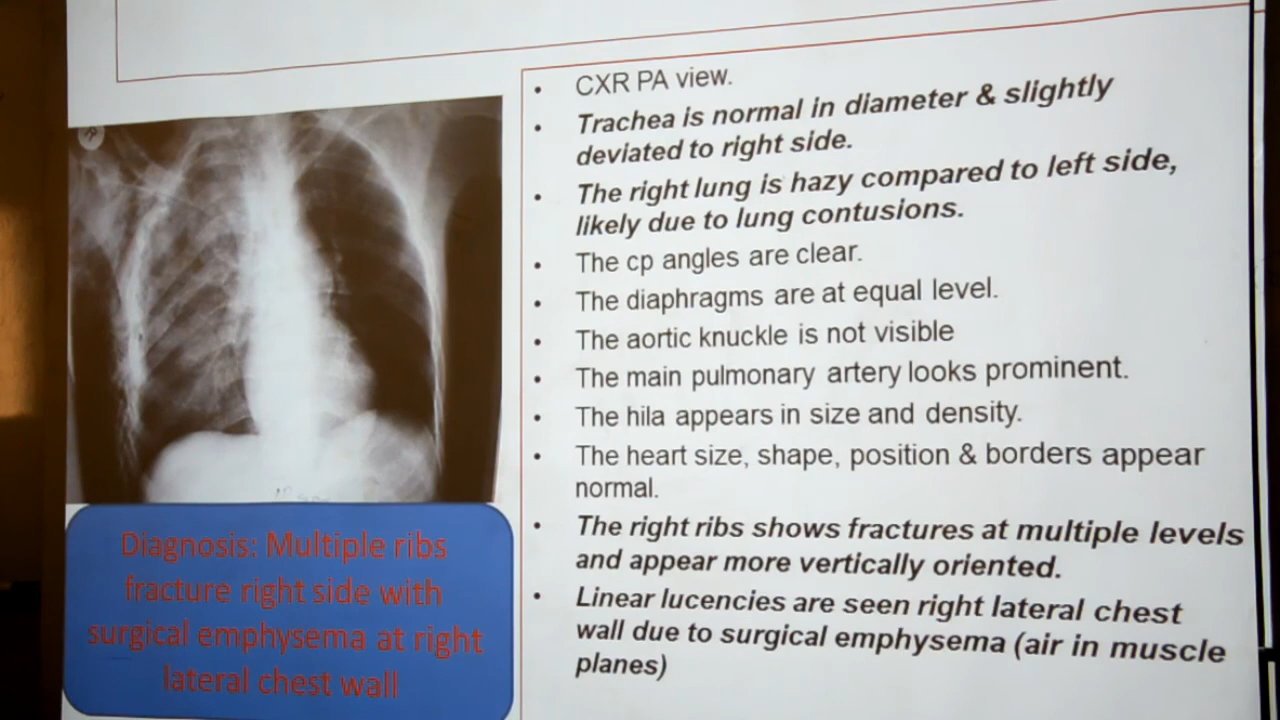 R
• CXR PA view.
• Trachea is normal in diameter & slightly
deviated to right side.
• The right lung is hazy compared to left side,
likely due to lung contusions.
• The cp angles are clear.
• The diaphragms are at equal level.
• The aortic knuckle is not visible
• The main pulmonary artery looks prominent.
• The hila appears in size and density.
• The heart size, shape, position & borders appear
normal.
• The right ribs shows fractures at multiple levels
and appear more vertically oriented.
• Linear lucencies are seen right lateral chest
wall due to surgical emphysema (air in muscle
planes)
Diagnosis: Multiple ribs
fracture right side with
surgical emphysema at right
lateral chest wall